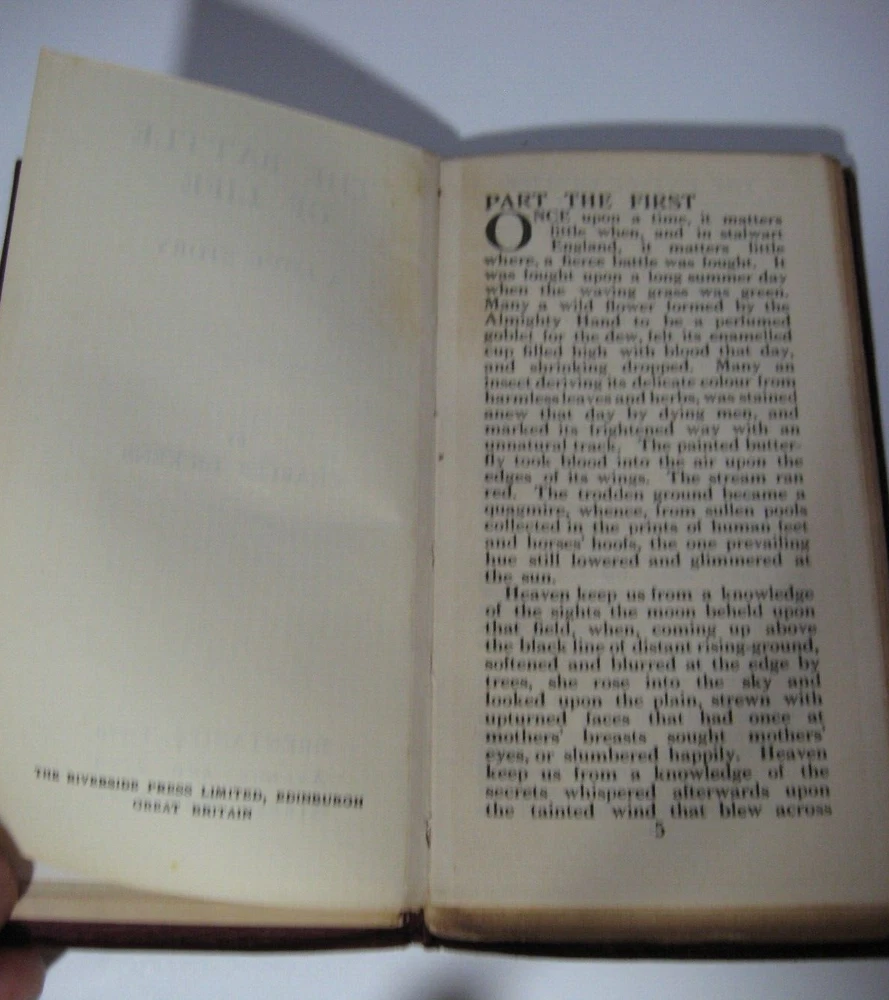 THE RIVERSIDE PRESS LIMITED, EDINBURGH
GREAT BRITAIN
PART THE FIRST
ONCE upon a time, it matters
little when, and in stalwart
England, it matters little
where, a fierce battle was fought. It
was fought upon a long summer day
when the waving grass was green.
Many a wild flower formed by the
Almighty Hand to be a perfumed
goblet for the dew, felt its enamelled
cup filled high with blood that day,
and shrinking dropped. Many an
insect deriving its delicate colour from
harmless leaves and herbs, was stained
anew that day by dying men, and
marked its frightened way with an
unnatural track. The painted butter-
fly took blood into the air upon the
edges of its wings. The stream ran
red. The trodden ground became a
quagmire, whence, from sullen pools
collected in the prints of human feet
and horses' hoofs, the one prevailing
hue still lowered and glimmered at
the sun.
Heaven keep us from a knowledge
of the sights the moon beheld upon
that field, when, coming up above
the black line of distant rising-ground,
softened and blurred at the edge by
trees, she rose into the sky and
looked upon the plain, strewn with
upturned faces that had once at
mothers' breasts sought mothers'
eyes, or slumbered happily. Heaven
keep us from a knowledge of the
secrets whispered afterwards upon
the tainted wind that blew across
5